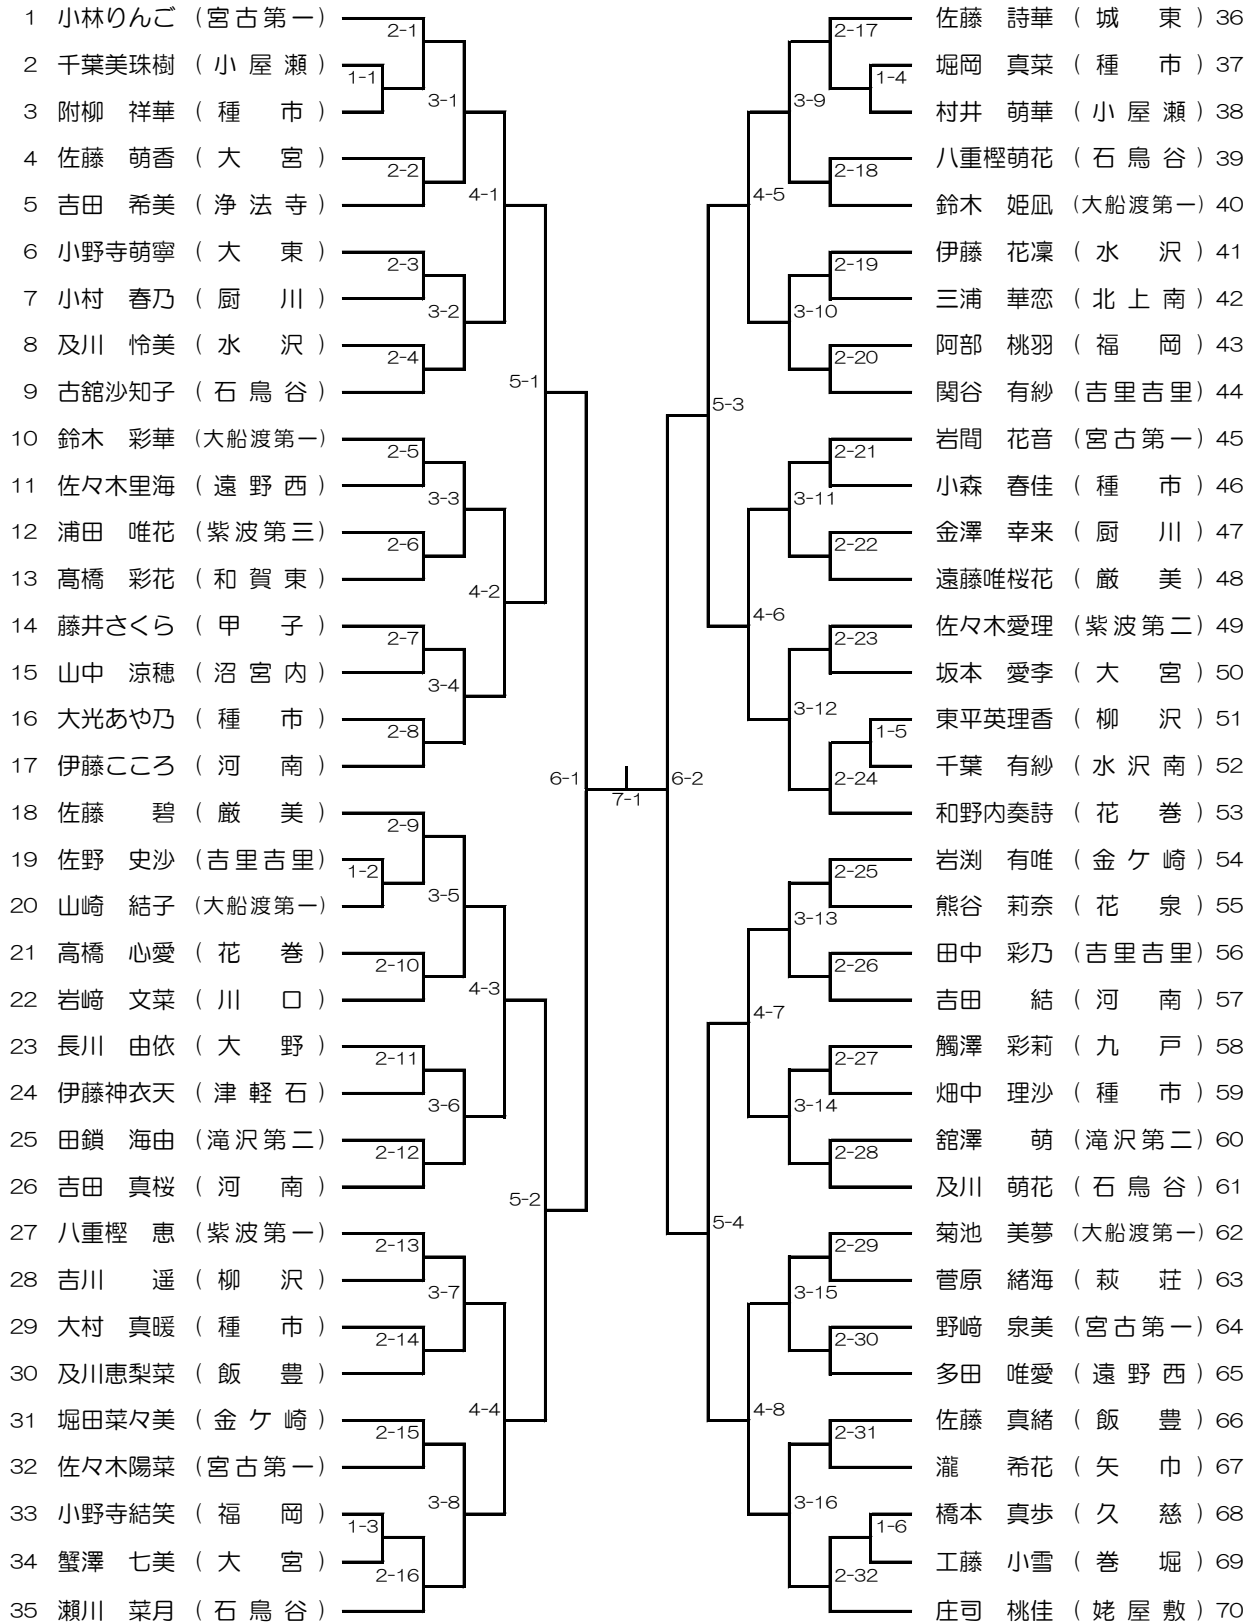 1 小林りんご (宮古第一)
2 千葉美珠樹 (小屋瀬)
3 附柳 祥華 (種 市)
4 佐藤 萌香 (大 宮)
5 吉田 希美 (浄法寺)
6 小野寺萌寧 (大 東)
7 小村 春乃 (厨 川)
8 及川 怜美 (水 沢)
9 古舘沙知子 (石鳥谷)
10 鈴木 彩華 (大船渡第一)
11 佐々木里海 (遠野西)
12 浦田 唯花 (紫波第三)
13 髙橋 彩花 (和賀東)
14 藤井さくら (甲 子)
15 山中 涼穂 (沼宮内)
16 大光あや乃 (種 市)
17 伊藤こころ (河 南)
18 佐藤 碧 (厳 美)
19 佐野 史沙 (吉里吉里)
20 山崎 結子 (大船渡第一)
21 高橋 心愛 (花 巻)
22 岩﨑 文菜 (川 口)
23 長川 由依 (大 野)
24 伊藤神衣天 (津軽石)
25 田鎖 海由 (滝沢第二)
26 吉田 真桜 (河 南)
27 八重樫 恵 (紫波第一)
28 吉川 遥 (柳 沢)
29 大村 真暖 (種 市)
30 及川恵梨菜 (飯 豊)
31 堀田菜々美 (金ケ崎)
32 佐々木陽菜 (宮古第一)
33 小野寺結笑 (福 岡)
34 蟹澤 七美 (大 宮)
35 瀬川 菜月 (石鳥谷)
2-1
1-1
3-1
2-2
4-1
2-3
3-2
2-4
5-1
2-5
3-3
2-6
4-2
2-7
3-4
2-8
6-1
2-9
1-2
3-5
2-10
4-3
2-11
3-6
2-12
5-2
2-13
3-7
2-14
4-4
2-15
3-8
1-3
2-16
7-1
2-17
1-4
3-9
2-18
4-5
2-19
3-10
2-20
5-3
2-21
3-11
2-22
4-6
2-23
3-12
1-5
2-24
6-2
2-25
3-13
2-26
4-7
2-27
3-14
2-28
5-4
2-29
3-15
2-30
4-8
2-31
3-16
1-6
2-32
佐藤 詩華 (城 東) 36
堀岡 真菜 (種 市) 37
村井 萌華 (小屋瀬) 38
八重樫萌花 (石鳥谷) 39
鈴木 姫凪 (大船渡第一) 40
伊藤 花凜 (水 沢) 41
三浦 華恋 (北上南) 42
阿部 桃羽 (福 岡) 43
関谷 有紗 (吉里吉里) 44
岩間 花音 (宮古第一) 45
小森 春佳 (種 市) 46
金澤 幸来 (厨 川) 47
遠藤唯桜花 (厳 美) 48
佐々木愛理 (紫波第二) 49
坂本 愛李 (大 宮) 50
東平英理香 (柳 沢) 51
千葉 有紗 (水沢南) 52
和野内奏詩 (花 巻) 53
岩渕 有唯 (金ケ崎) 54
熊谷 莉奈 (花 泉) 55
田中 彩乃 (吉里吉里) 56
吉田 結 (河 南) 57
觸澤 彩莉 (九 戸) 58
畑中 理沙 (種 市) 59
舘澤 萌 (滝沢第二) 60
及川 萌花 (石鳥谷) 61
菊池 美夢 (大船渡第一) 62
菅原 緒海 (萩 荘) 63
野﨑 泉美 (宮古第一) 64
多田 唯愛 (遠野西) 65
佐藤 真緒 (飯 豊) 66
瀧 希花 (矢 巾) 67
橋本 真歩 (久 慈) 68
工藤 小雪 (巻 堀) 69
庄司 桃佳 (姥屋敷) 70